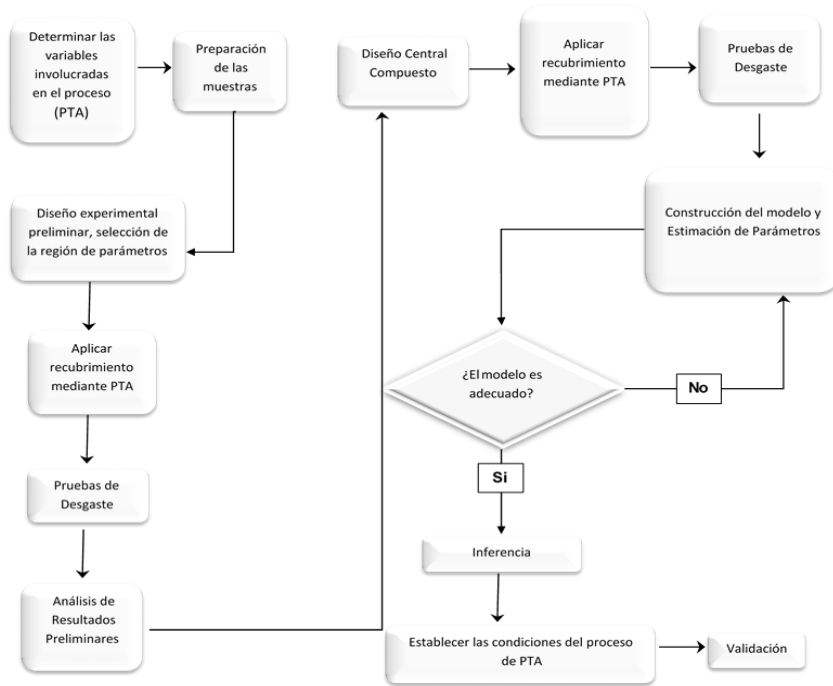 Determinar las
variables
involucradas
en el proceso
(PTA)
Preparación
de las
muestras
Diseño experimental
preliminar, selección de
la región de parámetros
Aplicar
recubrimiento
mediante PTA
Pruebas de
Desgaste
Análisis de
Resultados
Preliminares
Diseño Central
Compuesto
Aplicar
recubrimiento
mediante PTA
Pruebas de
Desgaste
Construcción del modelo y
Estimación de Parámetros
¿El modelo es
adecuado?
No
Si
Inferencia
Establecer las condiciones del proceso
de PTA
Validación